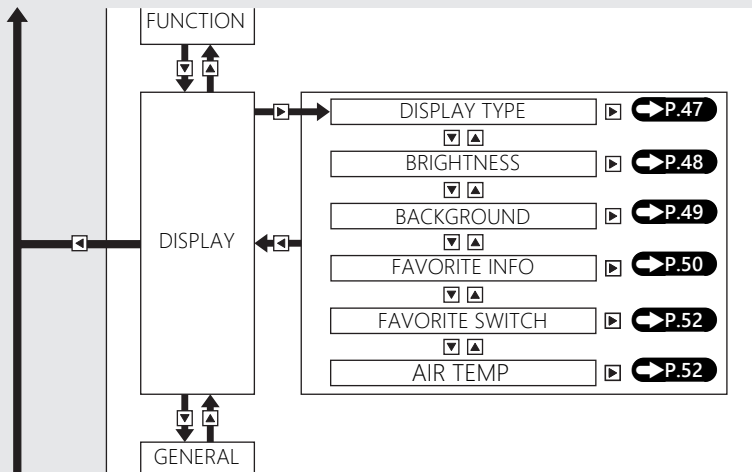 FUNCTION
DISPLAY
DISPLAY TYPE P.47
BRIGHTNESS P.48
BACKGROUND P.49
FAVORITE INFO P.50
FAVORITE SWITCH P.52
AIR TEMP P.52
GENERAL